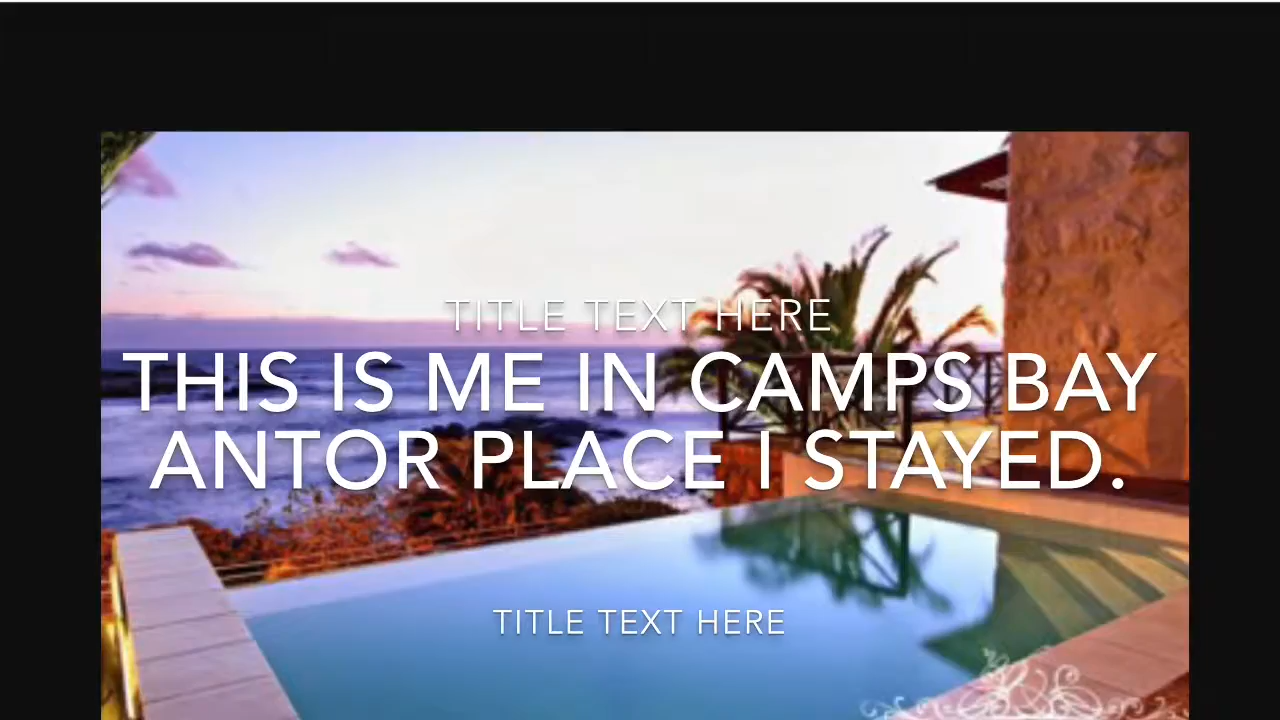 TITLE TEXT HERE
THIS IS ME IN CAMPS BAY
ANTOR PLACE I STAYED.
TITLE TEXT HERE